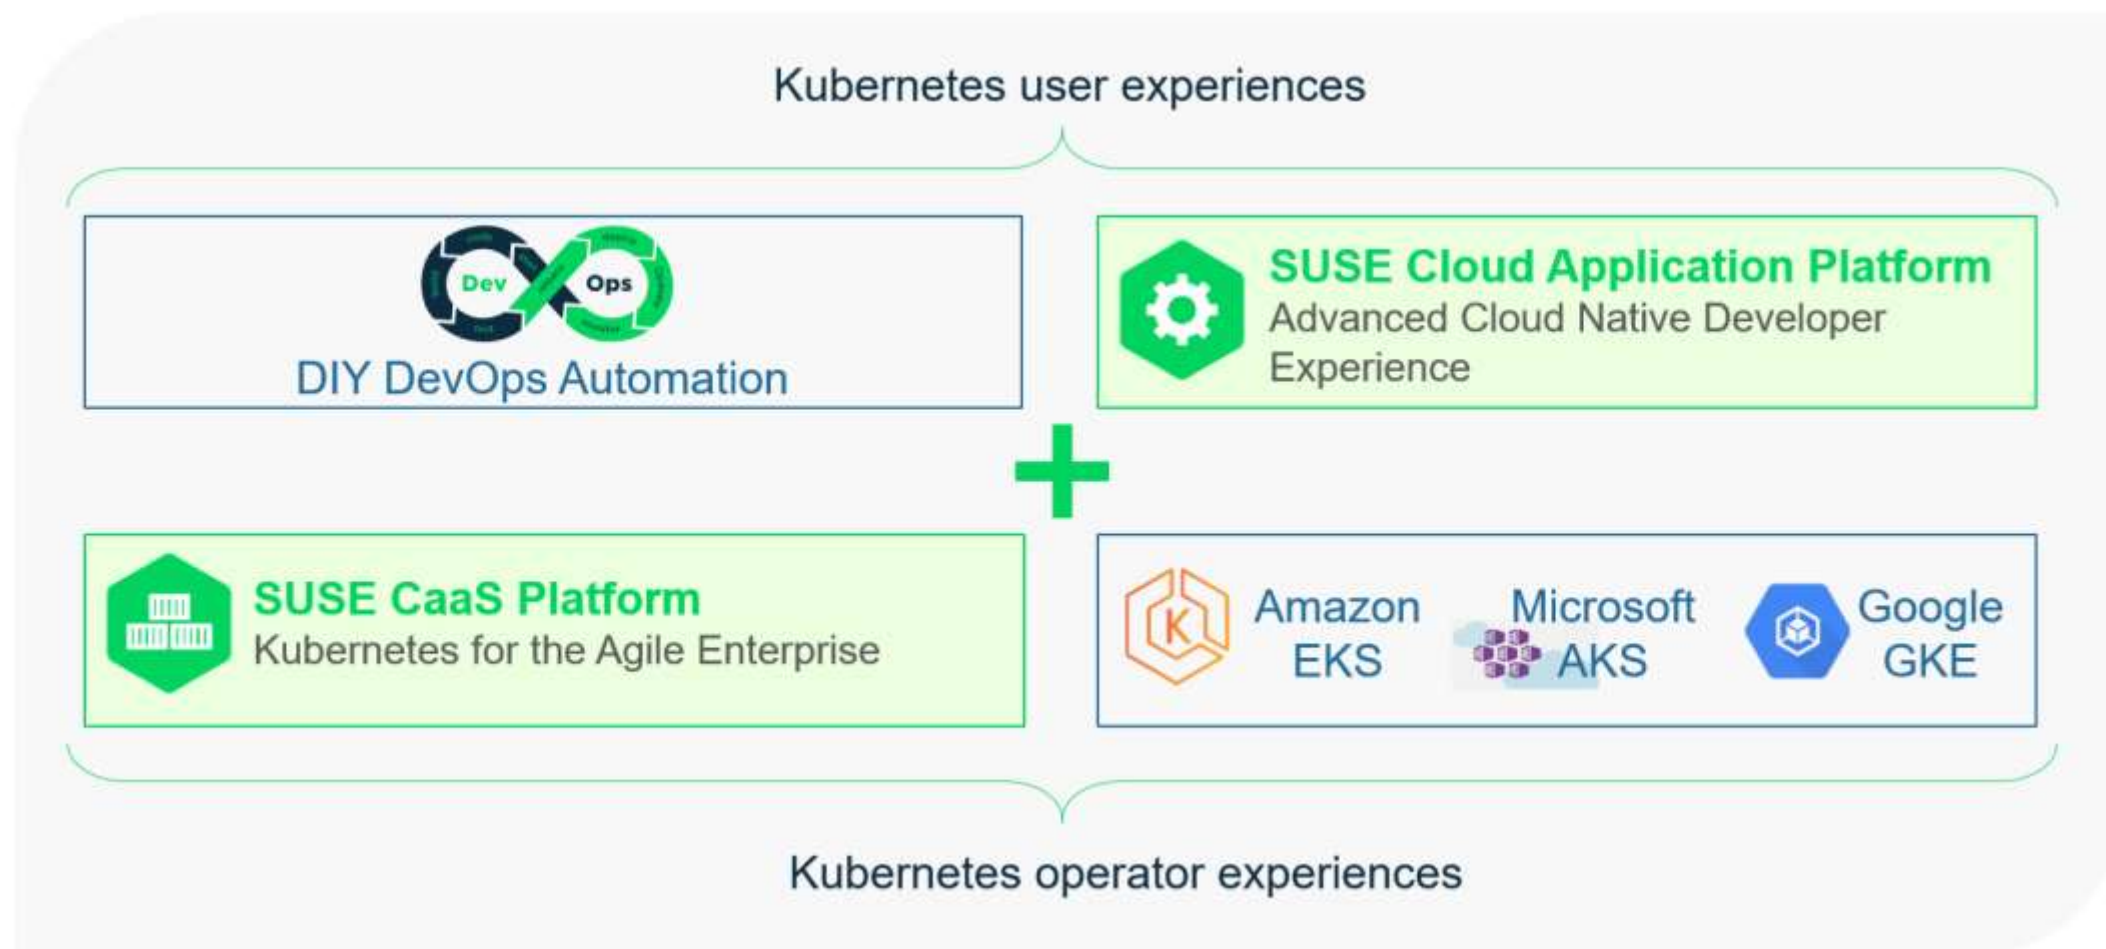 Kubernetes user experiences
Dev Ops
DIY DevOps Automation
SUSE Cloud Application Platform
Advanced Cloud Native Developer
Experience
SUSE CaaS Platform
Kubernetes for the Agile Enterprise
K
Amazon
EKS
Microsoft
AKS
Google
GKE
Kubernetes operator experiences